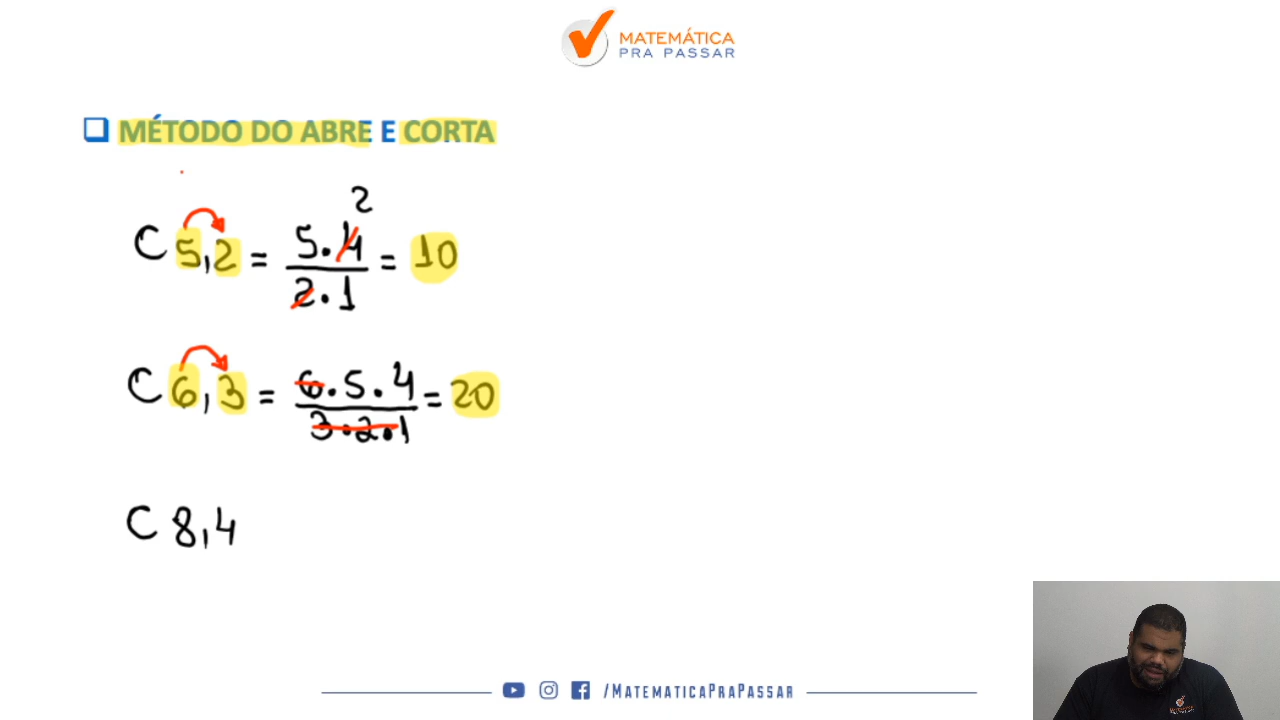 MATEMÁTICA
PRA PASSAR
MÉTODO DO ABRE E CORTA
2
C 5,2 = 5.4 = 10
2.1
C 6,3 = 6.5.4 = 20
3.2.1
C 8,4
/MATEMATICAPRAPASSAR